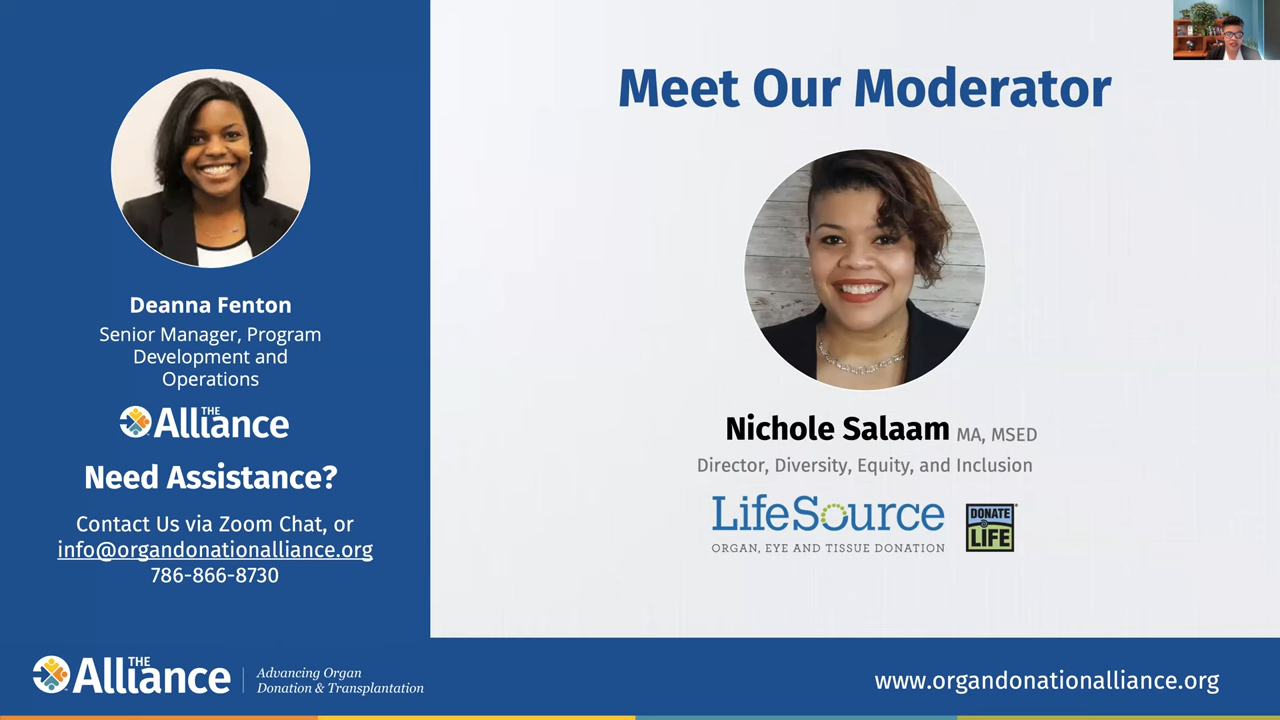 Deanna Fenton
Senior Manager, Program
Development and
Operations
THE
Alliance
Need Assistance?
Contact Us via Zoom Chat, or
info@organdonationalliance.org
786-866-8730
Meet Our Moderator
Nichole Salaam MA, MSED
Director, Diversity, Equity, and Inclusion
LifeSource
ORGAN, EYE AND TISSUE DONATION
DONATE
LIFE
THE
Alliance
Advancing Organ
Donation & Transplantation
www.organdonationalliance.org